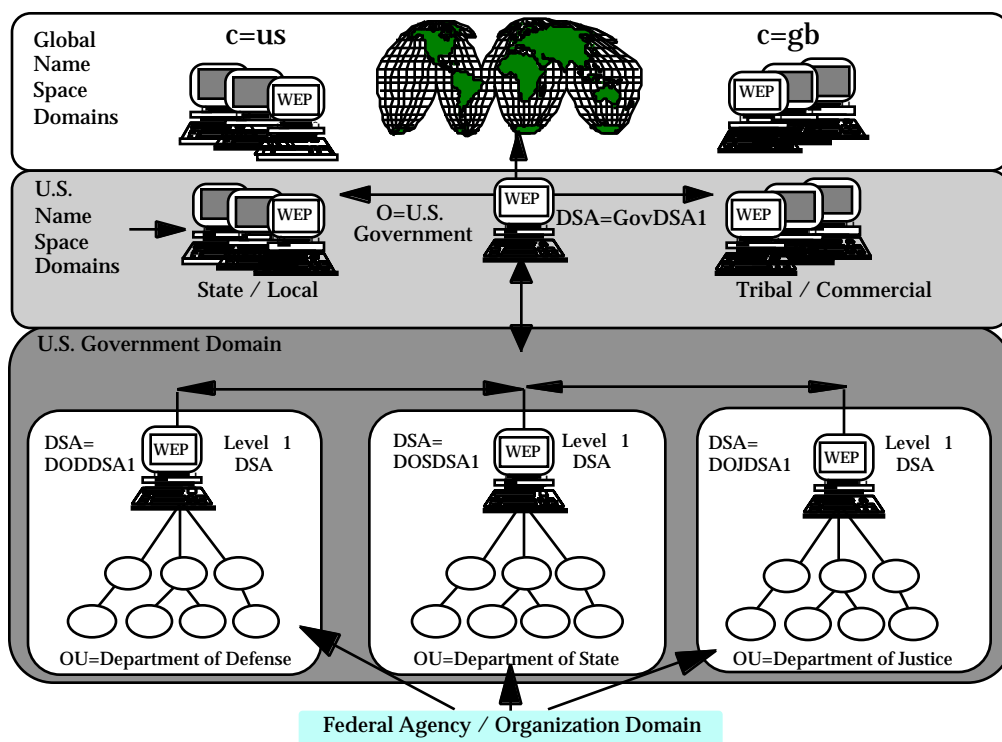 Global
Name
Space
Domains
c=us
c=gb
WEP
WEP
U.S.
Name
Space
Domains
WEP
State / Local
O=U.S.
Government
WEP
DSA=GovDSA1
WEP
Tribal / Commercial
U.S. Government Domain
DSA=
DODDSA1
WEP
Level 1
DSA
OU=Department of Defense
DSA=
DOSDSA1
WEP
Level 1
DSA
OU=Department of State
DSA=
DOJDSA1
WEP
Level 1
DSA
OU=Department of Justice
Federal Agency / Organization Domain